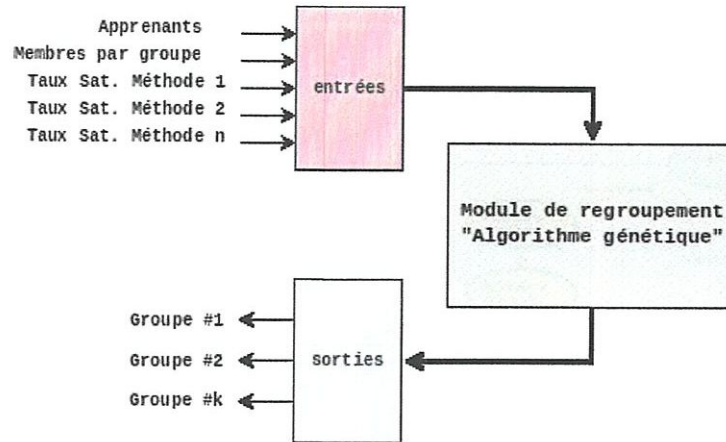 Apprenants
Membres par groupe
Taux Sat. Méthode 1
Taux Sat. Méthode 2
Taux Sat. Méthode n
entrées
Module de regroupement
"Algorithme génétique"
Groupe #1
Groupe #2
Groupe #k
sorties